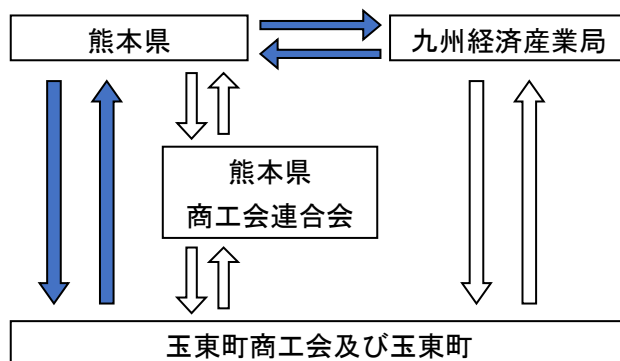 熊本県
九州経済産業局
熊本県
商工会連合会
玉東町商工会及び玉東町